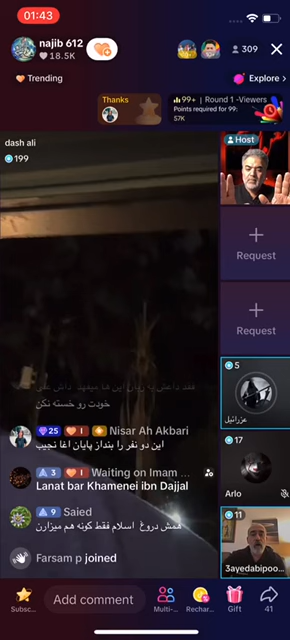 01:43
najib 612
18.5K
309
Trending
Explore >
Thanks
99+ | Round 1 -Viewers
Points required for 99:
57K
dash ali
199
Host
Request
Request
5
عزرائیل
17
Arlo
11
3ayedabipoo...
خودت رو خسته نکن
25 1 Nisar Ah Akbari
این دو نفر را بنداز پایان اغا نجیب
3 1 Waiting on Imam ...
Lanat bar Khamenei ibn Dajjal
9 Saied
همش دروغ اسلام فقط کونه هم میزارن
Farsam p joined
Subsc...
Add comment
Multi-...
Rechar...
Gift
41